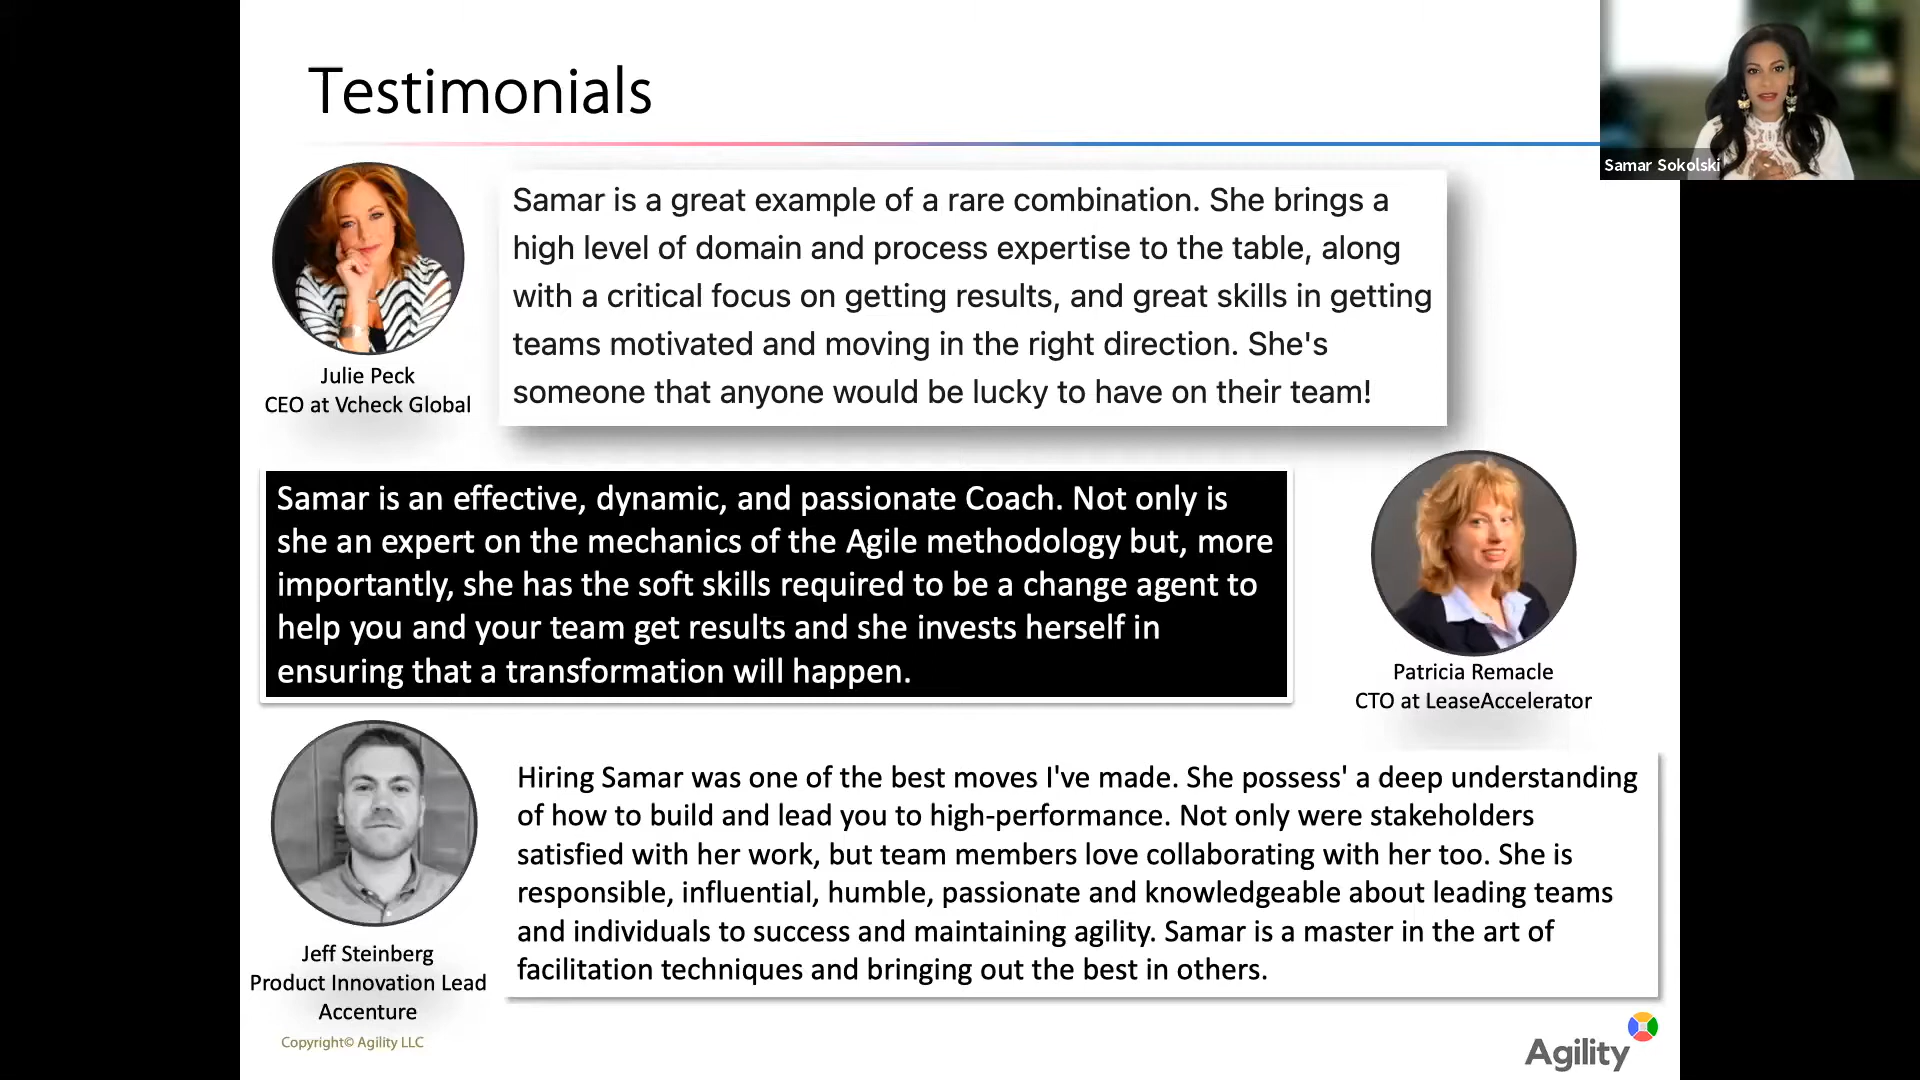 Testimonials
Samar Sokolski
Samar is a great example of a rare combination. She brings a
high level of domain and process expertise to the table, along
with a critical focus on getting results, and great skills in getting
teams motivated and moving in the right direction. She's
someone that anyone would be lucky to have on their team!
Julie Peck
CEO at Vcheck Global
Samar is an effective, dynamic, and passionate Coach. Not only is
she an expert on the mechanics of the Agile methodology but, more
importantly, she has the soft skills required to be a change agent to
help you and your team get results and she invests herself in
ensuring that a transformation will happen.
Patricia Remacle
CTO at LeaseAccelerator
Hiring Samar was one of the best moves I've made. She possess' a deep understanding
of how to build and lead you to high-performance. Not only were stakeholders
satisfied with her work, but team members love collaborating with her too. She is
responsible, influential, humble, passionate and knowledgeable about leading teams
and individuals to success and maintaining agility. Samar is a master in the art of
facilitation techniques and bringing out the best in others.
Jeff Steinberg
Product Innovation Lead
Accenture
Copyright© Agility LLC
Agility